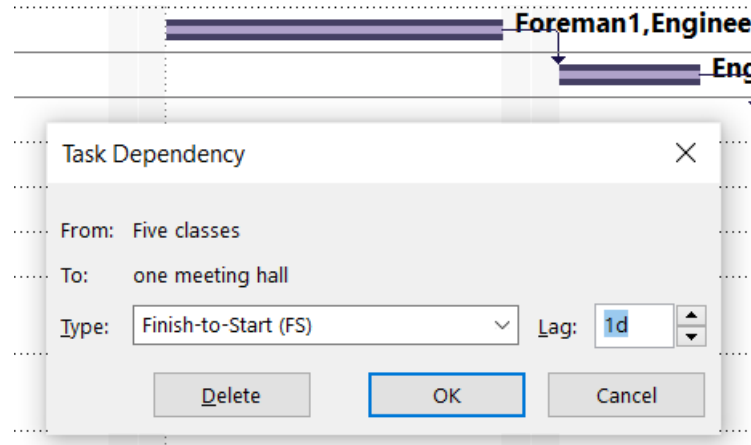 Foreman1,Enginee
Eng
Task Dependency
From: Five classes
To: one meeting hall
Type: Finish-to-Start (FS) Lag: 1d
Delete OK Cancel